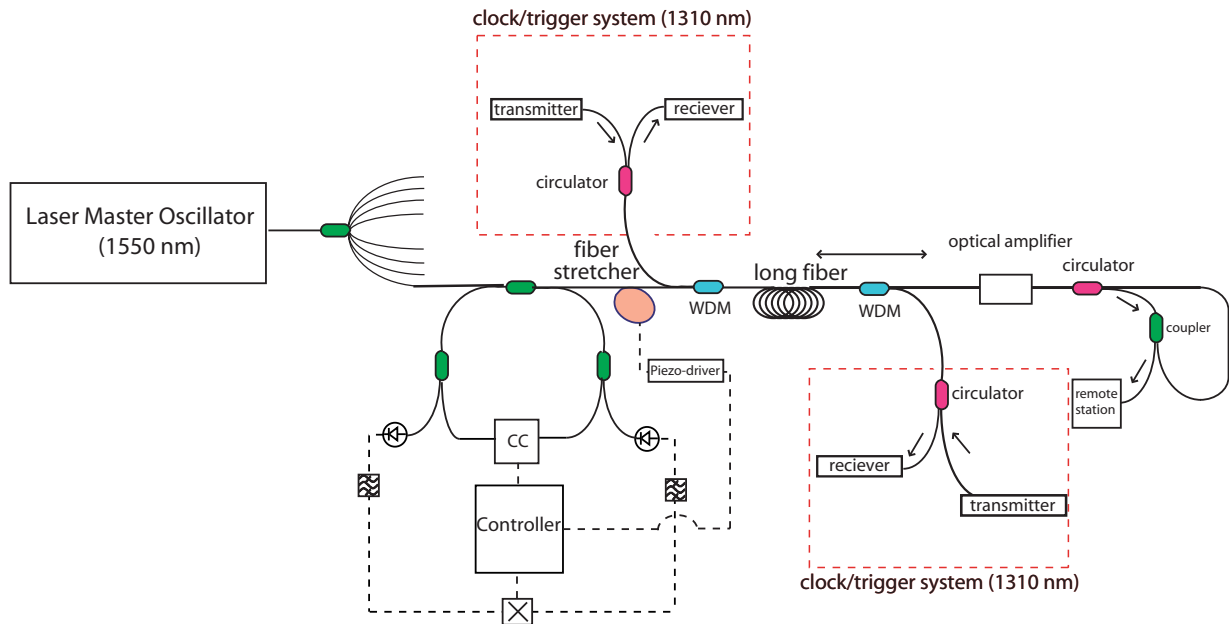 clock/trigger system (1310 nm)
transmitter
reciever
circulator
Laser Master Oscillator
(1550 nm)
fiber
stretcher
WDM
long fiber
WDM
optical amplifier
circulator
coupler
remote
station
Piezo-driver
CC
Controller
circulator
reciever
transmitter
clock/trigger system (1310 nm)